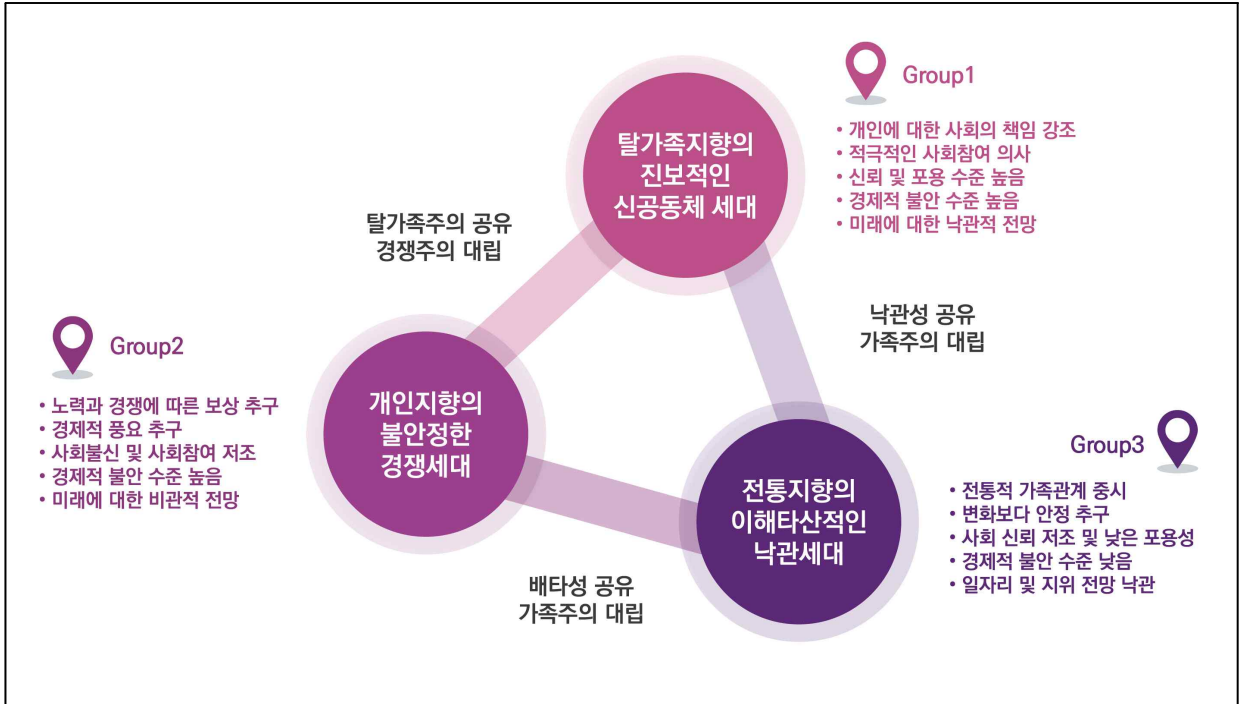 Group1
탈가족지향의
진보적인
신공동체 세대
• 개인에 대한 사회의 책임 강조
• 적극적인 사회참여 의사
• 신뢰 및 포용 수준 높음
• 경제적 불안 수준 높음
• 미래에 대한 낙관적 전망
탈가족주의 공유
경쟁주의 대립
낙관성 공유
가족주의 대립
Group2
• 노력과 경쟁에 따른 보상 추구
• 경제적 풍요 추구
• 사회불신 및 사회참여 저조
• 경제적 불안 수준 높음
• 미래에 대한 비관적 전망
개인지향의
불안정한
경쟁세대
Group3
전통지향의
이해타산적인
낙관세대
• 전통적 가족관계 중시
• 변화보다 안정 추구
• 사회 신뢰 저조 및 낮은 포용성
• 경제적 불안 수준 낮음
• 일자리 및 지위 전망 낙관
배타성 공유
가족주의 대립